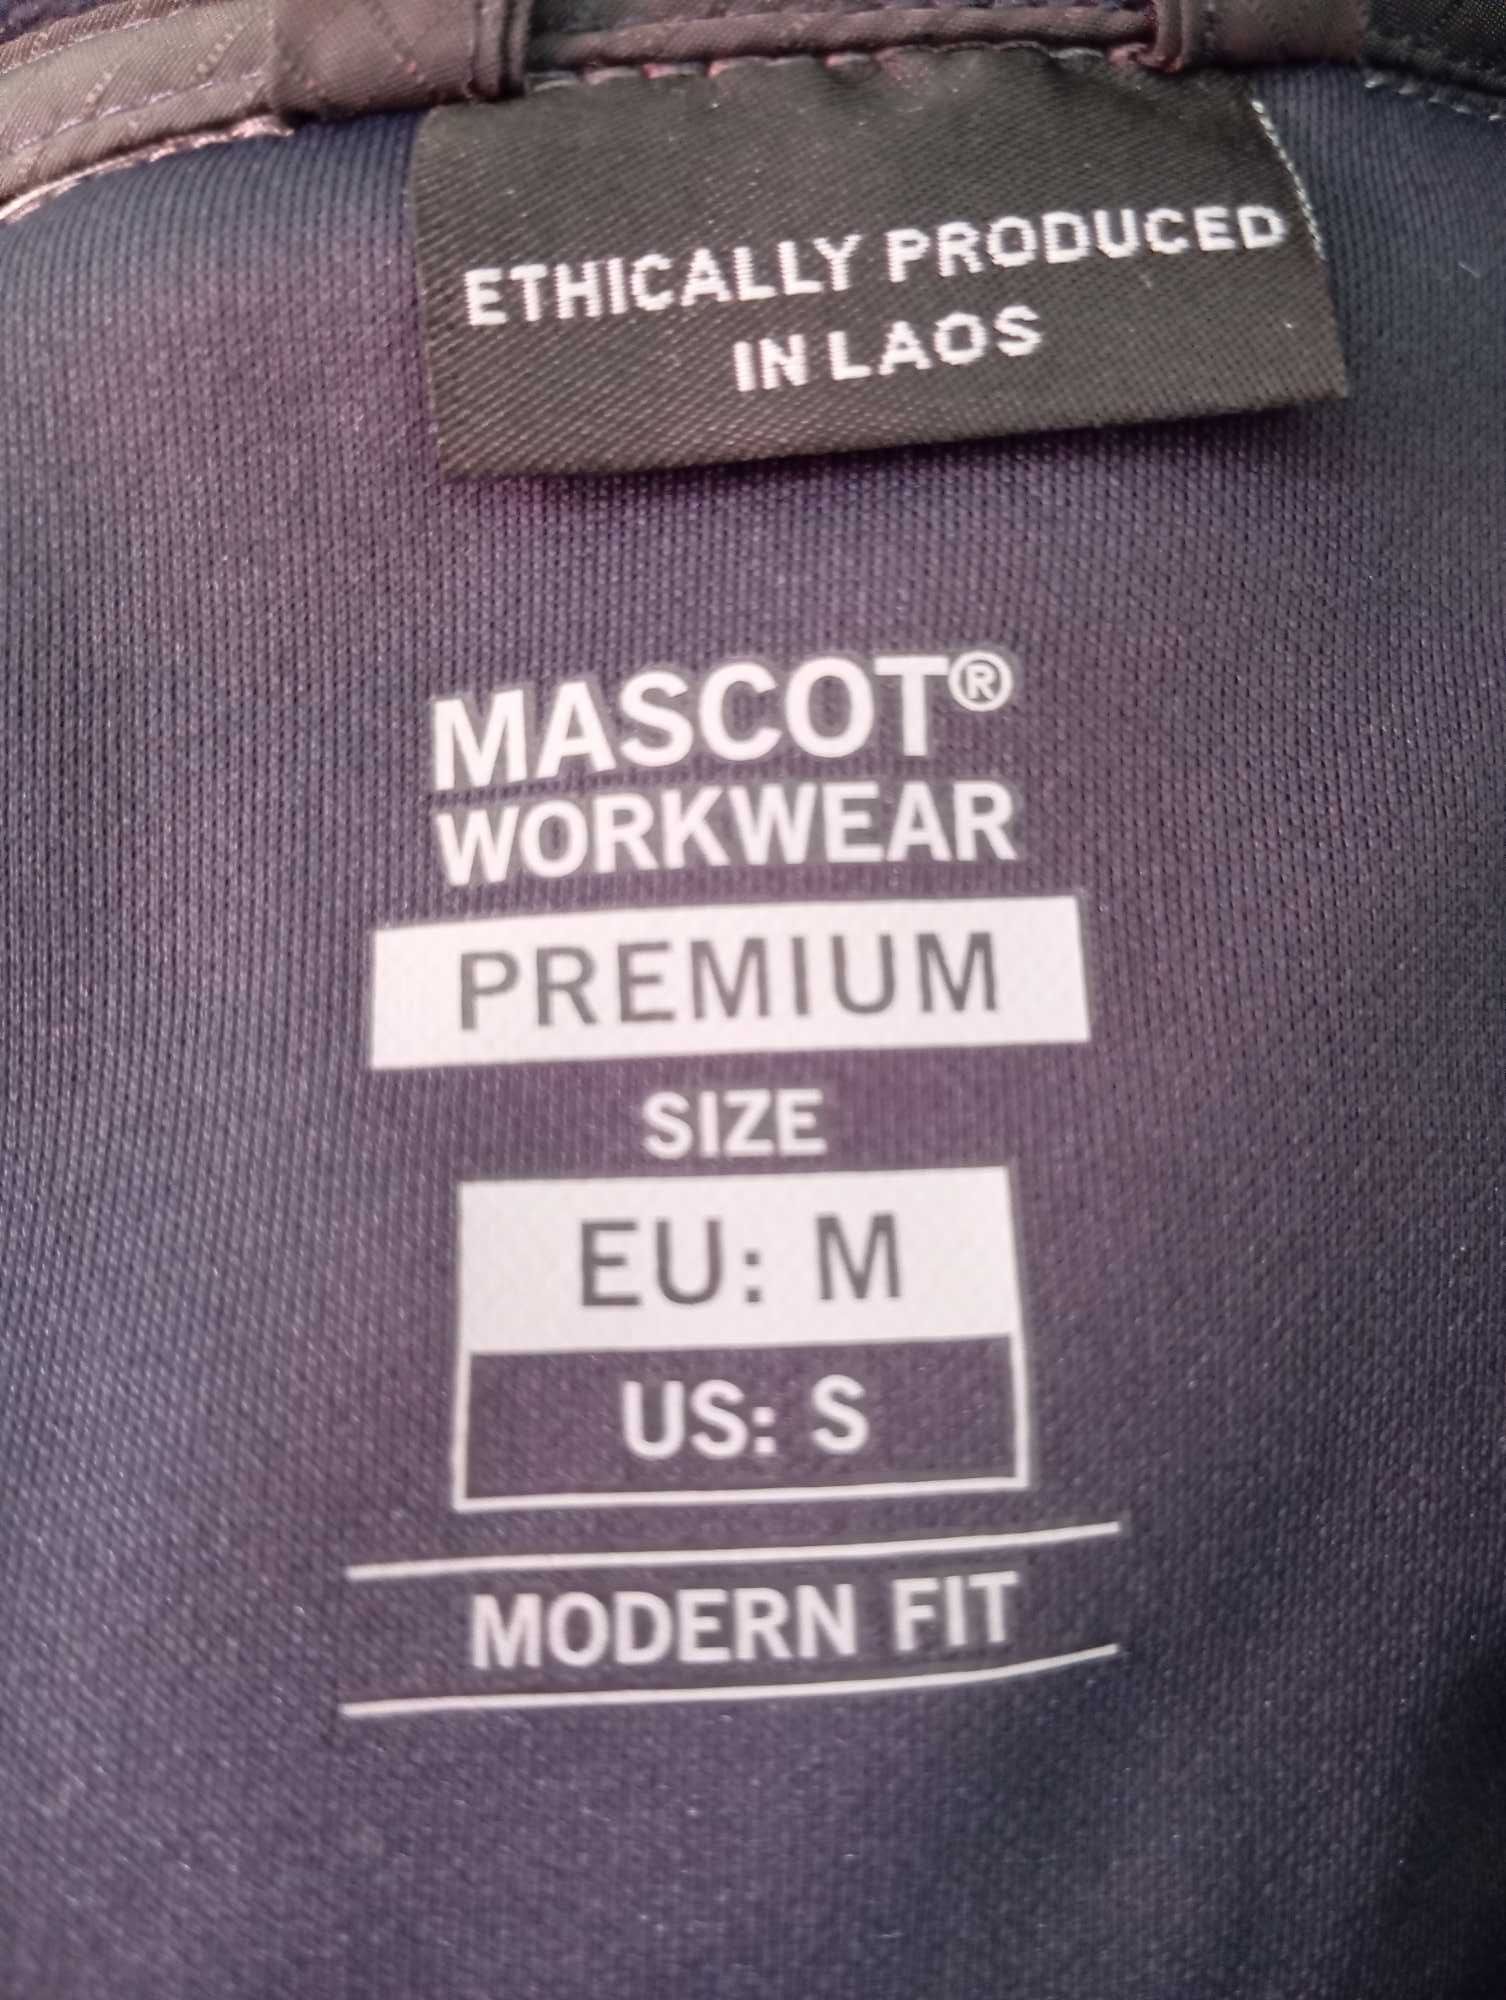 ETHICALLY PRODUCED
IN LAOS
MASCOT®
WORKWEAR
PREMIUM
SIZE
EU: M
US: S
MODERN FIT